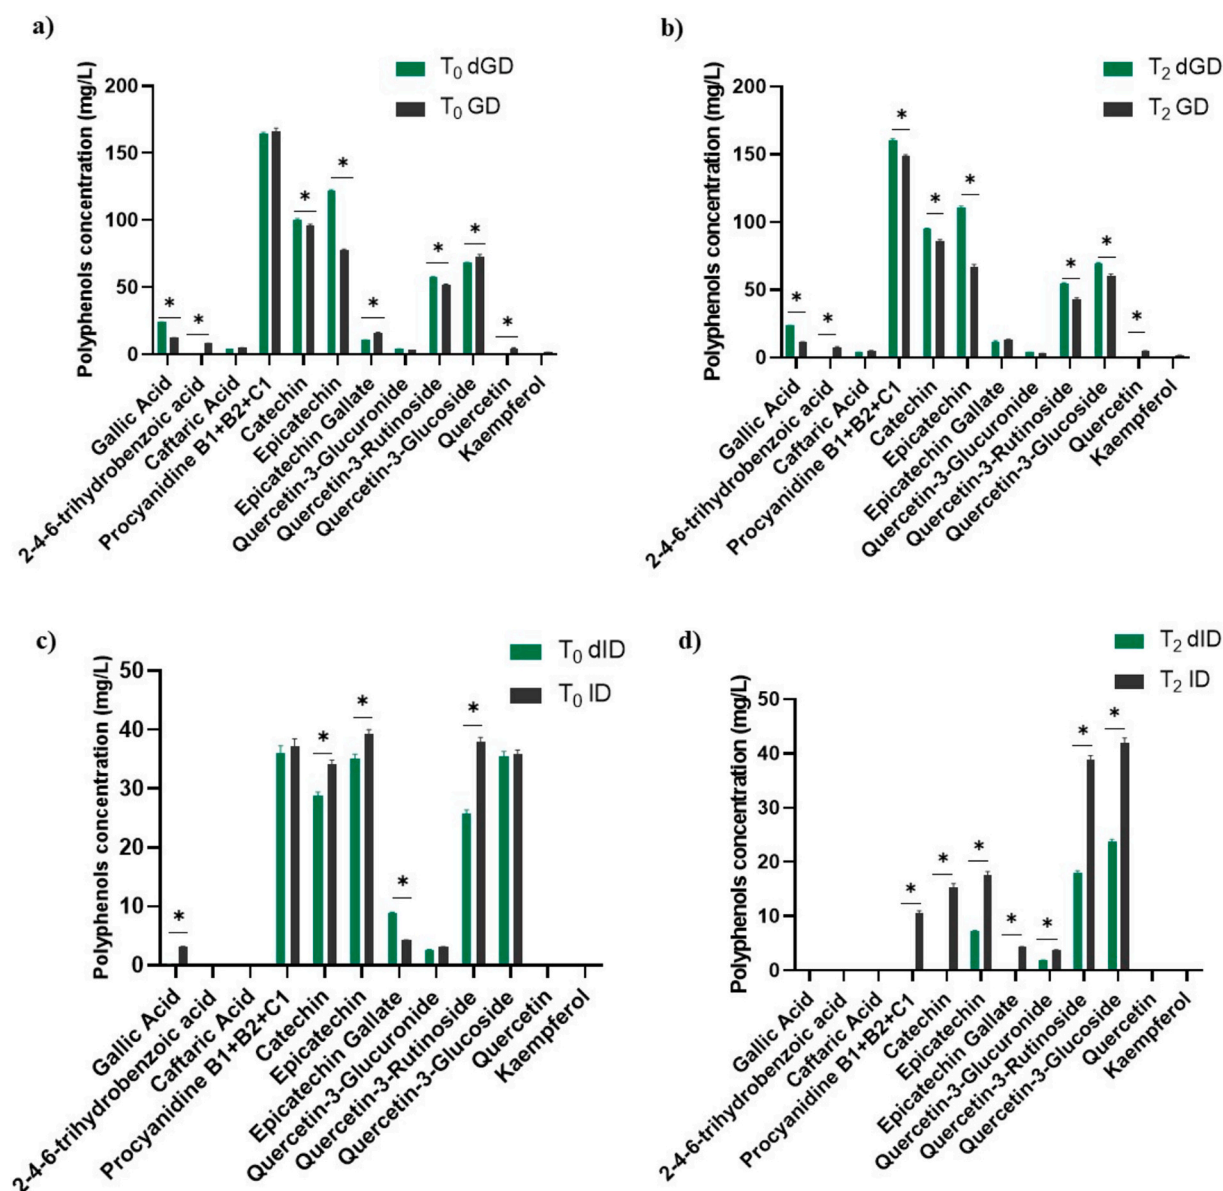 a)
T0 dGD
T0 GD
Polyphenols concentration (mg/L)
200
150
100
50
0
*
*
*
*
*
*
*
*
Gallic Acid
2-4-6-trihydrobenzoic acid
Caftaric Acid
Procyanidine B1+B2+C1
Catechin
Epicatechin
Epicatechin Gallate
Quercetin-3-Glucuronide
Quercetin-3-Rutinoside
Quercetin-3-Glucoside
Quercetin
Kaempferol
b)
T2 dGD
T2 GD
Polyphenols concentration (mg/L)
200
150
100
50
0
*
*
*
*
*
*
*
*
Gallic Acid
2-4-6-trihydrobenzoic acid
Caftaric Acid
Procyanidine B1+B2+C1
Catechin
Epicatechin
Epicatechin Gallate
Quercetin-3-Glucuronide
Quercetin-3-Rutinoside
Quercetin-3-Glucoside
Quercetin
Kaempferol
c)
T0 dID
T0 ID
Polyphenols concentration (mg/L)
50
40
30
20
10
0
*
*
*
*
*
Gallic Acid
2-4-6-trihydrobenzoic acid
Caftaric Acid
Procyanidine B1+B2+C1
Catechin
Epicatechin
Epicatechin Gallate
Quercetin-3-Glucuronide
Quercetin-3-Rutinoside
Quercetin-3-Glucoside
Quercetin
Kaempferol
d)
T2 dID
T2 ID
Polyphenols concentration (mg/L)
50
40
30
20
10
0
*
*
*
*
*
*
*
Gallic Acid
2-4-6-trihydrobenzoic acid
Caftaric Acid
Procyanidine B1+B2+C1
Catechin
Epicatechin
Epicatechin Gallate
Quercetin-3-Glucuronide
Quercetin-3-Rutinoside
Quercetin-3-Glucoside
Quercetin
Kaempferol